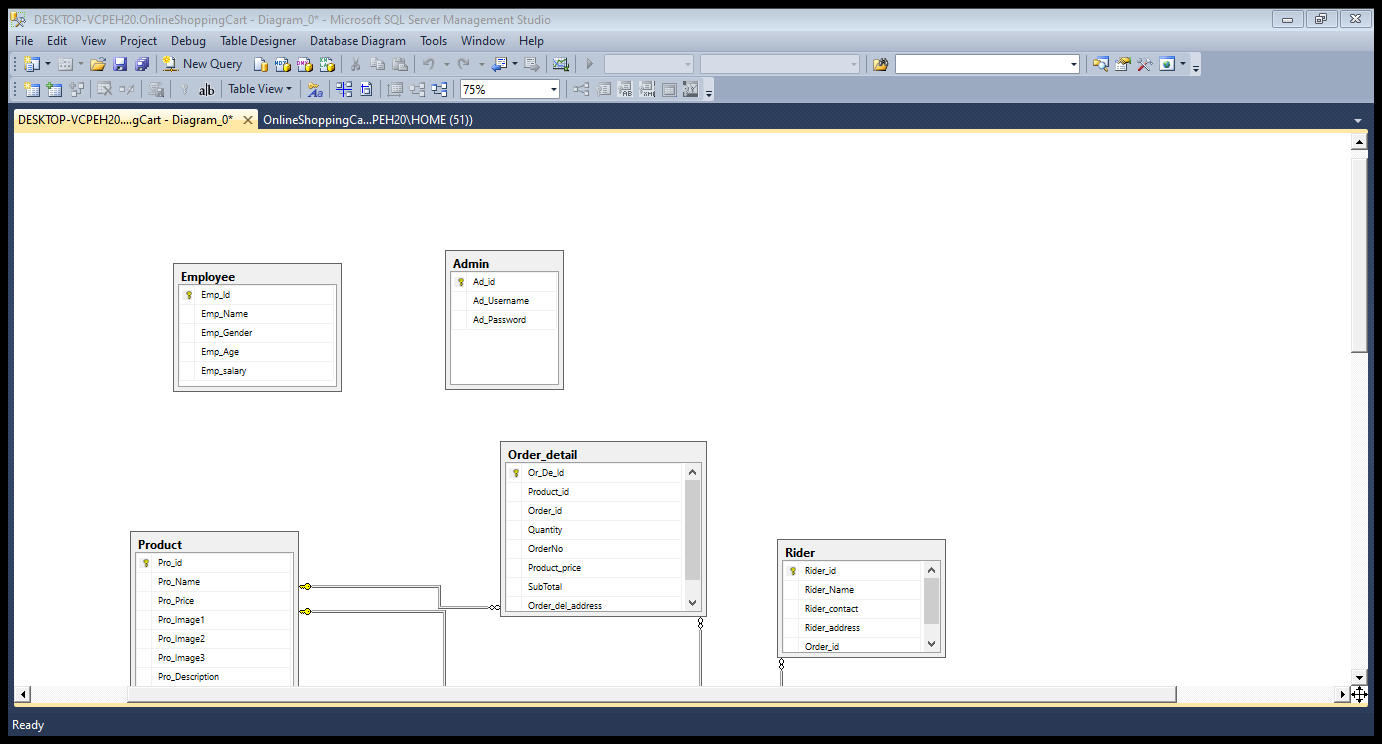 DESKTOP-VCPEH20.OnlineShoppingCart - Diagram_0* - Microsoft SQL Server Management Studio
File Edit View Project Debug Table Designer Database Diagram Tools Window Help
New Query
ab| Table View 75%
DESKTOP-VCPEH20....gCart - Diagram_0* OnlineShoppingCa...PEH20\HOME (51))
Employee
Emp_Id
Emp_Name
Emp_Gender
Emp_Age
Emp_salary
Admin
Ad_id
Ad_Username
Ad_Password
Order_detail
Or_De_Id
Product_id
Order_id
Quantity
OrderNo
Product_price
SubTotal
Order_del_address
Product
Pro_id
Pro_Name
Pro_Price
Pro_Image1
Pro_Image2
Pro_Image3
Pro_Description
Rider
Rider_id
Rider_Name
Rider_contact
Rider_address
Order_id
Ready